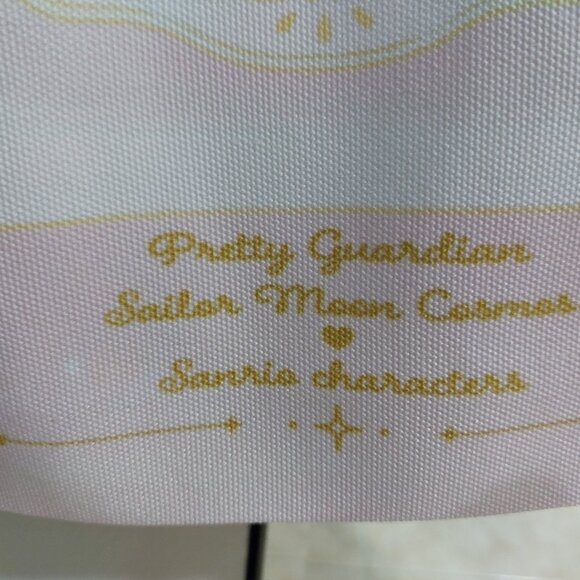 Pretty Guardian
Sailor Moon Cosmos
♥
Sanrio characters